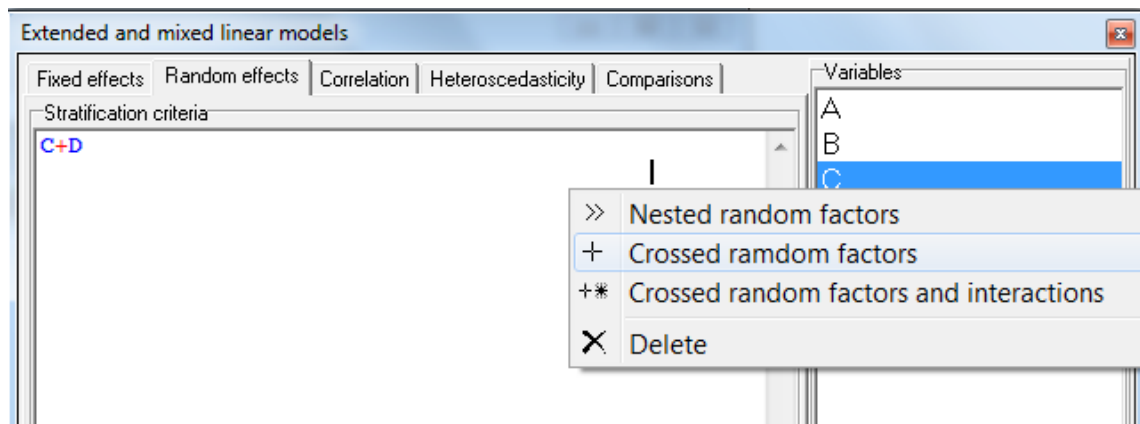 Extended and mixed linear models
Fixed effects Random effects Correlation Heteroscedasticity Comparisons
Variables
Stratification criteria
C+D
A
B
C
>> Nested random factors
+ Crossed ramdom factors
+* Crossed random factors and interactions
X Delete